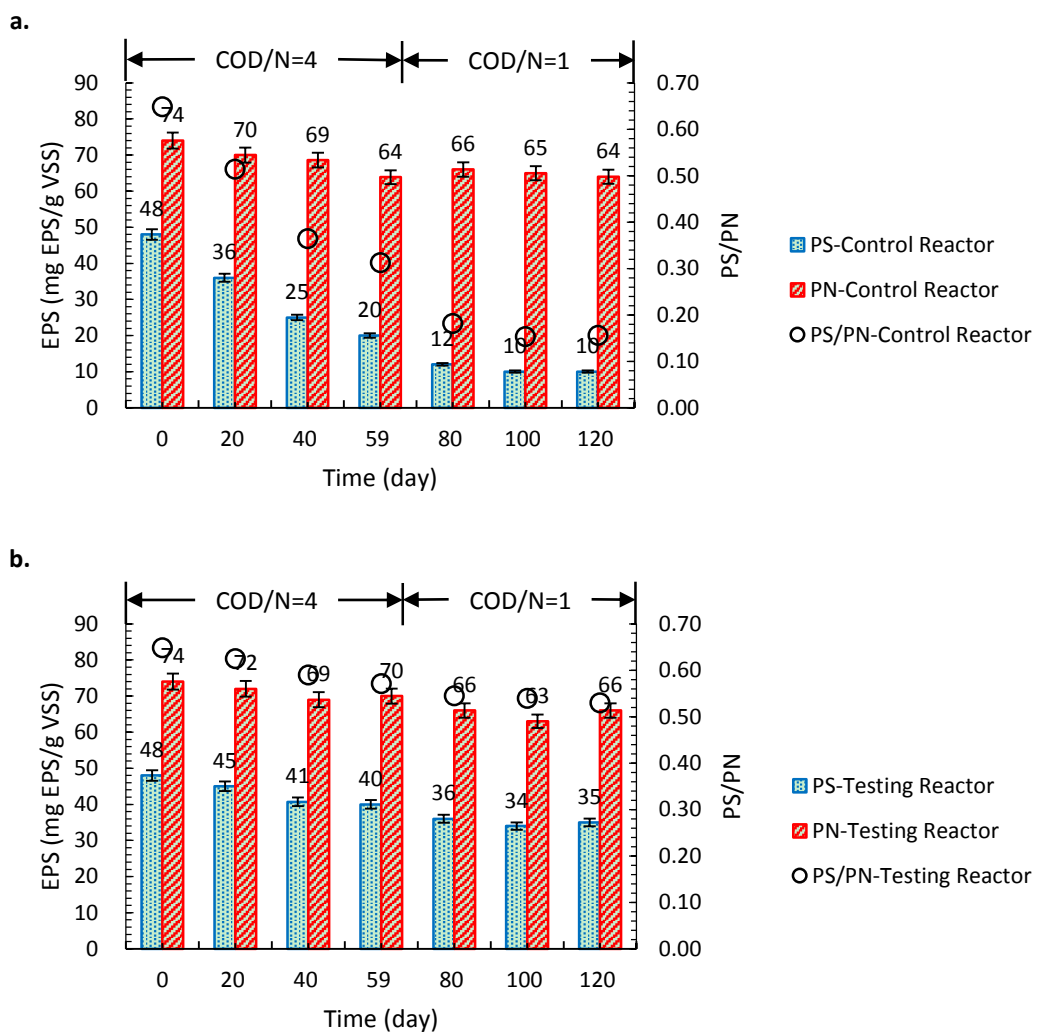 a.
COD/N=4 COD/N=1
EPS (mg EPS/g VSS)
90
80
70
60
50
40
30
20
10
0
48 74 36 70 25 69 20 64 12 66 10 65 10 64
0.70
0.60
0.50
0.40
0.30
0.20
0.10
0.00
PS/PN
0 20 40 59 80 100 120
Time (day)
PS-Control Reactor
PN-Control Reactor
PS/PN-Control Reactor
b.
COD/N=4 COD/N=1
EPS (mg EPS/g VSS)
90
80
70
60
50
40
30
20
10
0
48 74 45 72 41 69 40 70 36 66 34 63 35 66
0.70
0.60
0.50
0.40
0.30
0.20
0.10
0.00
PS/PN
0 20 40 59 80 100 120
Time (day)
PS-Testing Reactor
PN-Testing Reactor
PS/PN-Testing Reactor